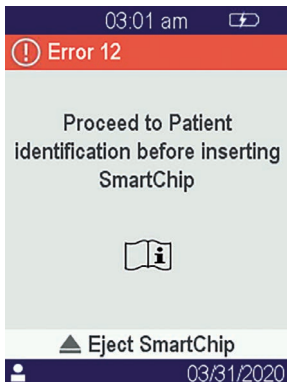 03:01 am
Error 12
Proceed to Patient
identification before inserting
SmartChip
Eject SmartChip
03/31/2020